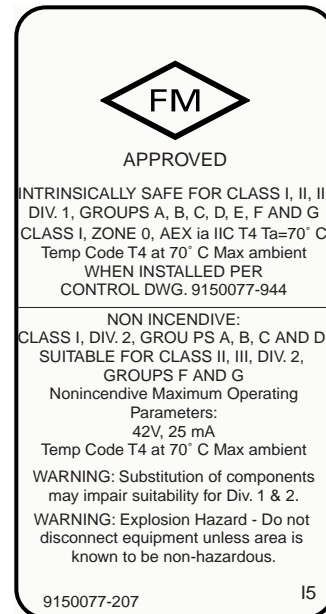 FM
APPROVED
INTRINSICALLY SAFE FOR CLASS I, II, II
DIV. 1, GROUPS A, B, C, D, E, F AND G
CLASS I, ZONE 0, AEX ia IIC T4 Ta=70˚ C
Temp Code T4 at 70˚ C Max ambient
WHEN INSTALLED PER
CONTROL DWG. 9150077-944
NON INCENDIVE:
CLASS I, DIV. 2, GROU PS A, B, C AND D
SUITABLE FOR CLASS II, III, DIV. 2,
GROUPS F AND G
Nonincendive Maximum Operating
Parameters:
42V, 25 mA
Temp Code T4 at 70˚ C Max ambient
WARNING: Substitution of components
may impair suitability for Div. 1 & 2.
WARNING: Explosion Hazard - Do not
disconnect equipment unless area is
known to be non-hazardous.
9150077-207 I5